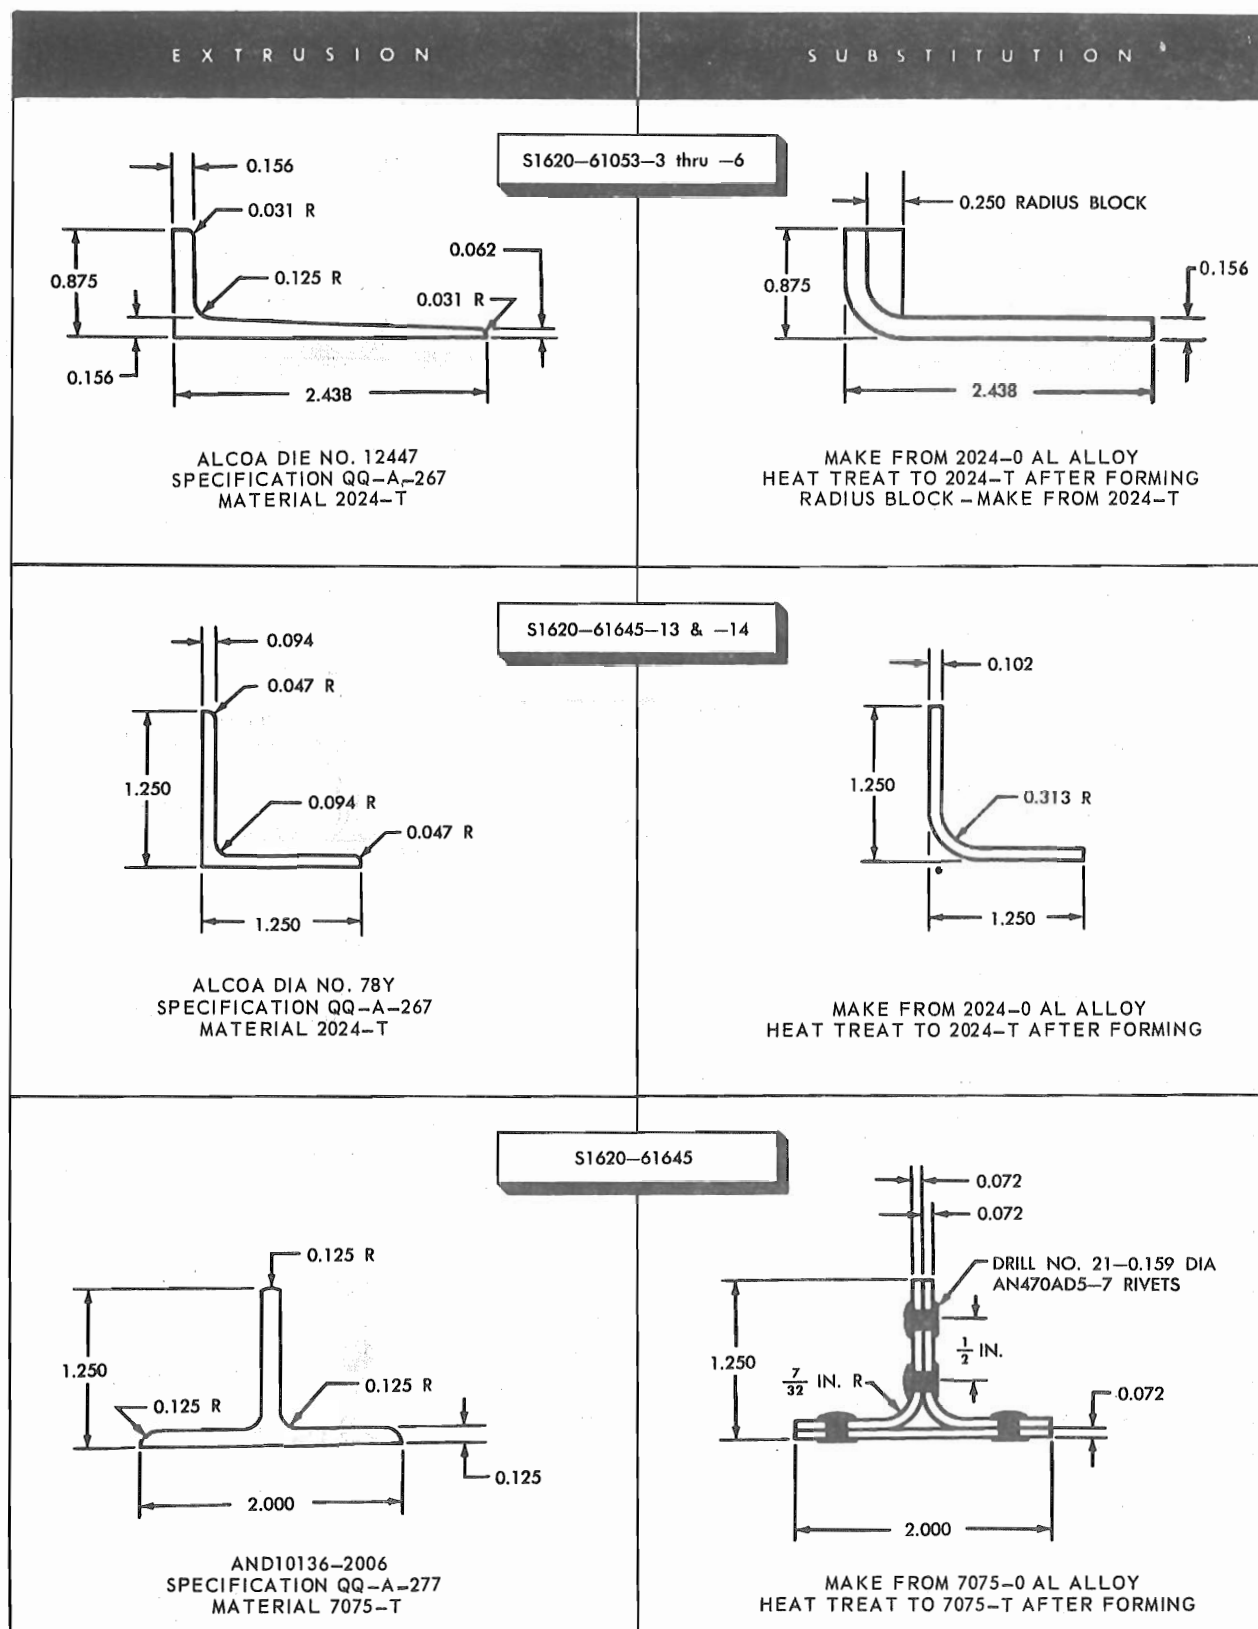 EXTRUSION
SUBSTITUTION
S1620–61053–3 thru –6
0.156
0.031 R
0.875
0.125 R
0.062
0.031 R
0.156
2.438
ALCOA DIE NO. 12447
SPECIFICATION QQ–A–267
MATERIAL 2024–T
0.250 RADIUS BLOCK
0.875
0.156
2.438
MAKE FROM 2024–0 AL ALLOY
HEAT TREAT TO 2024–T AFTER FORMING
RADIUS BLOCK – MAKE FROM 2024–T
S1620–61645–13 & –14
0.094
0.047 R
1.250
0.094 R
0.047 R
1.250
ALCOA DIA NO. 78Y
SPECIFICATION QQ–A–267
MATERIAL 2024–T
0.102
1.250
0.313 R
1.250
MAKE FROM 2024–0 AL ALLOY
HEAT TREAT TO 2024–T AFTER FORMING
S1620–61645
0.125 R
1.250
0.125 R
0.125 R
0.125
2.000
AND10136–2006
SPECIFICATION QQ–A–277
MATERIAL 7075–T
0.072
0.072
DRILL NO. 21–0.159 DIA
AN470AD5–7 RIVETS
1.250
1/2 IN.
7/32 IN. R
0.072
2.000
MAKE FROM 7075–0 AL ALLOY
HEAT TREAT TO 7075–T AFTER FORMING